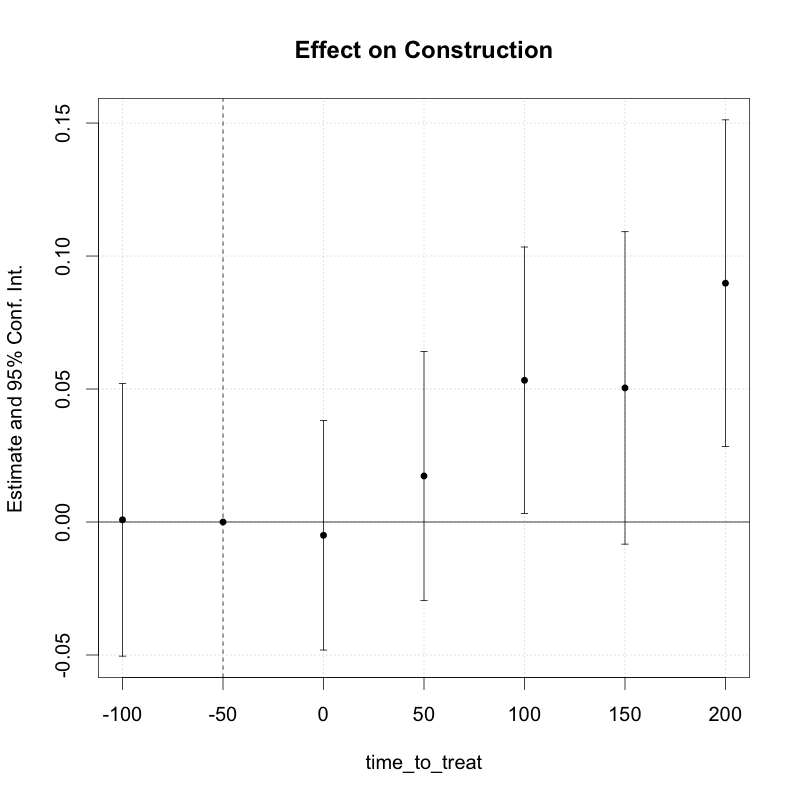 Effect on Construction
Estimate and 95% Conf. Int.
0.15
0.10
0.05
0.00
-0.05
-100 -50 0 50 100 150 200
time_to_treat